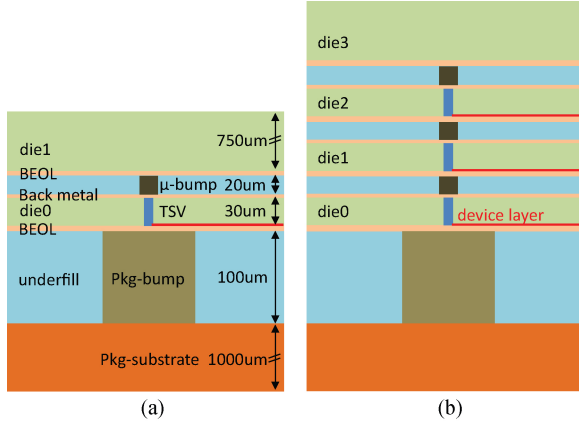 750um
die1
BEOL
μ-bump 20um
Back metal
die0 TSV 30um
BEOL
underfill Pkg-bump 100um
Pkg-substrate 1000um
(a)
die3
die2
die1
die0 device layer
(b)